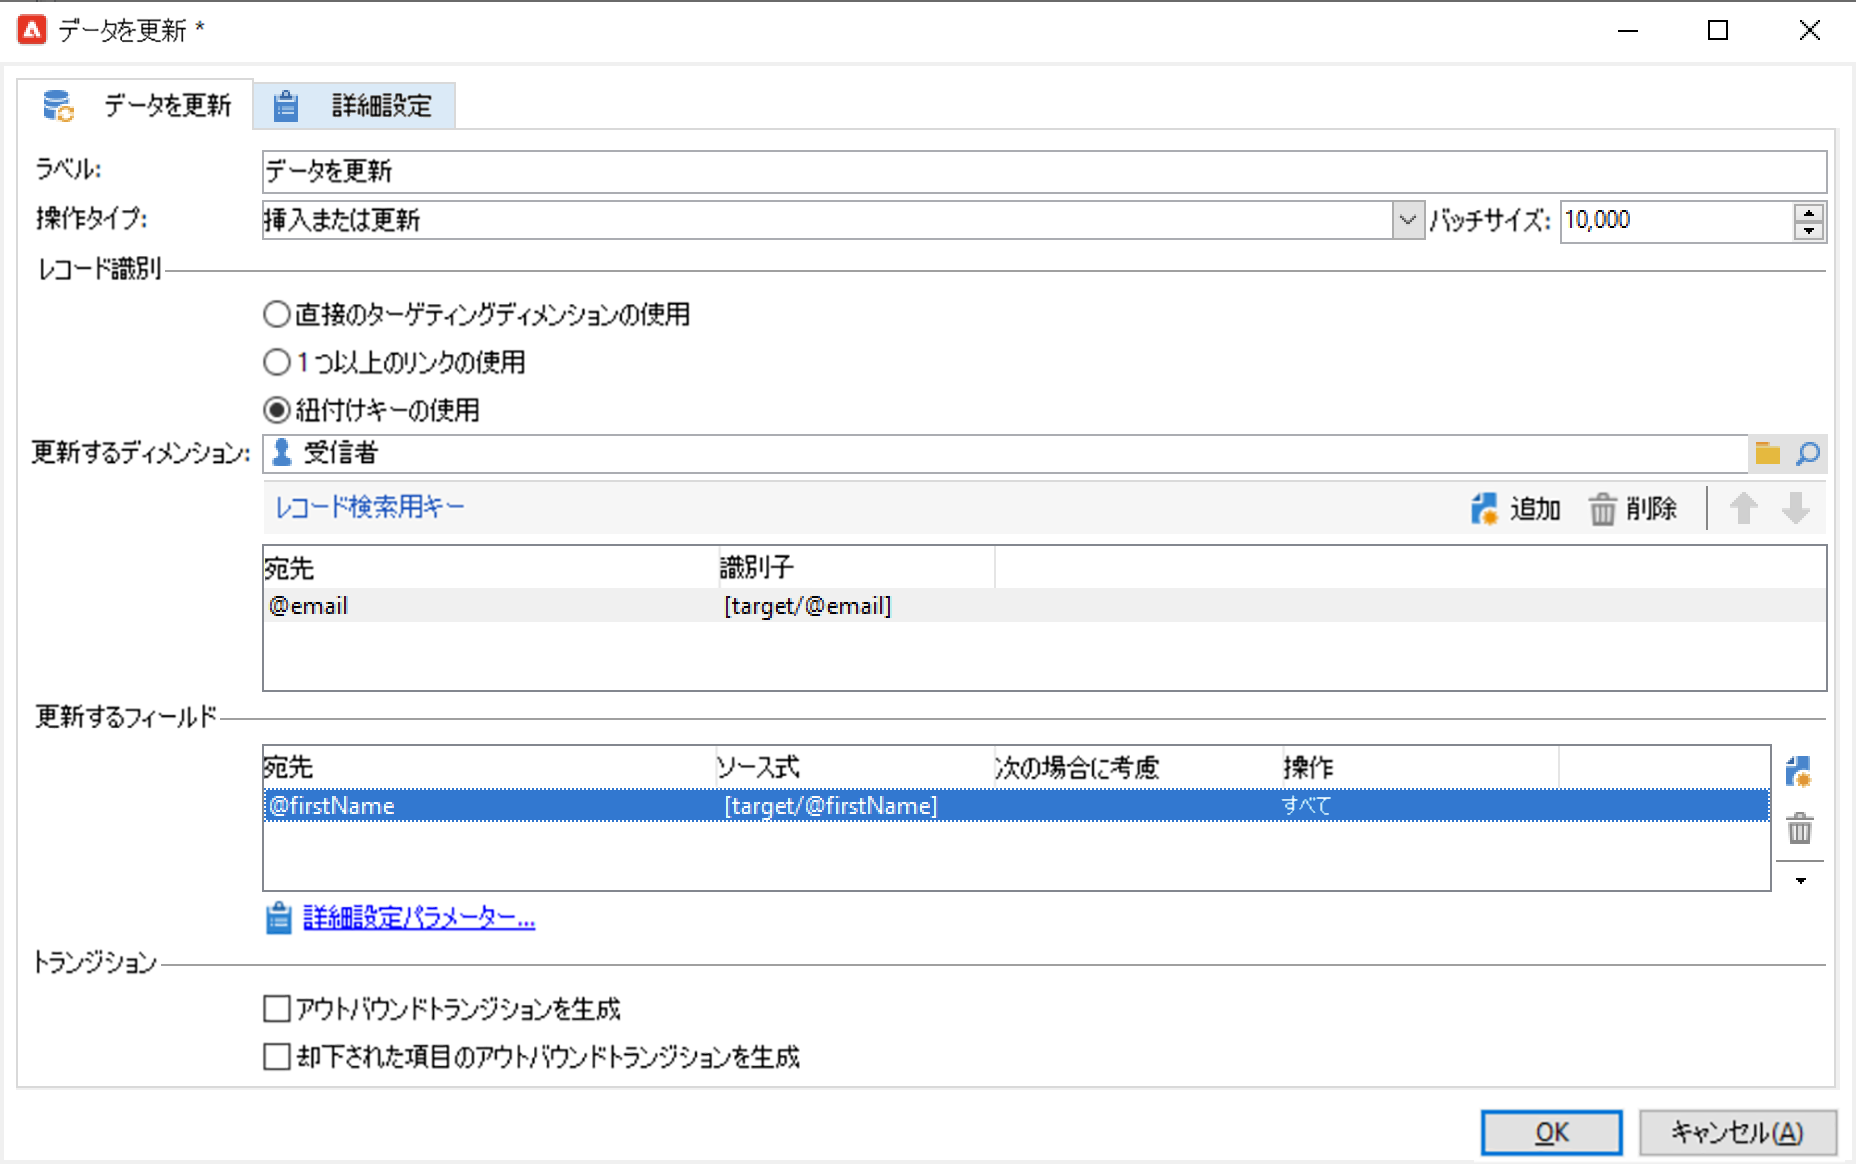 データを更新 *
データを更新 詳細設定
ラベル: データを更新
操作タイプ: 挿入または更新 バッチサイズ: 10,000
レコード識別
直接のターゲティングディメンションの使用
1 つ以上のリンクの使用
紐付けキーの使用
更新するディメンション: 受信者
レコード検索用キー 追加 削除
宛先 識別子
@email [target/@email]
更新するフィールド
宛先 ソース式 次の場合に考慮 操作
@firstName [target/@firstName] すべて
詳細設定パラメーター...
トランジション
アウトバウンドトランジションを生成
却下された項目のアウトバウンドトランジションを生成
OK キャンセル(A)